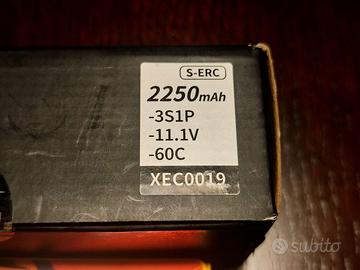 S-ERC
2250mAh
-3S1P
-11.1V
-60C
XEC0019
subito